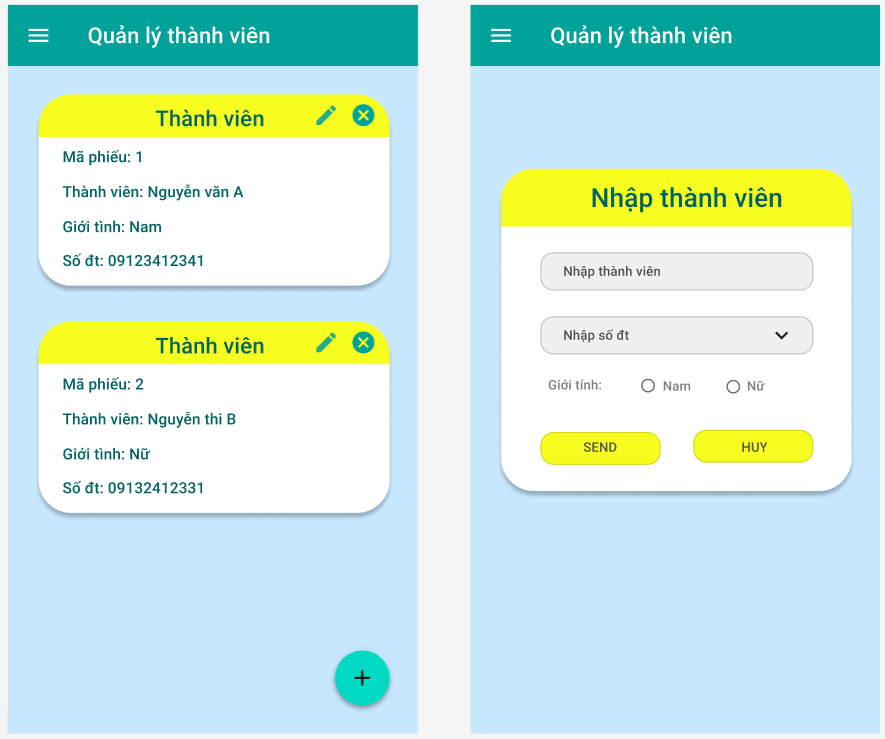 Quản lý thành viên
Thành viên
Mã phiếu: 1
Thành viên: Nguyễn văn A
Giới tình: Nam
Số đt: 09123412341
Thành viên
Mã phiếu: 2
Thành viên: Nguyễn thi B
Giới tình: Nữ
Số đt: 09132412331
Quản lý thành viên
Nhập thành viên
Nhập thành viên
Nhập số đt
Giới tính: Nam Nữ
SEND HUY